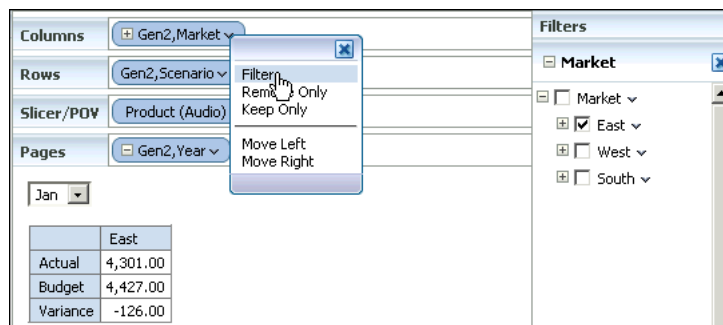 Columns
Gen2,Market
Rows
Gen2,Scenario
Slicer/POV
Product (Audio)
Pages
Gen2,Year
Filters
Only
Keep Only
Move Left
Move Right
Jan
East
Actual 4,301.00
Budget 4,427.00
Variance -126.00
Filters
Market
Market
East
West
South